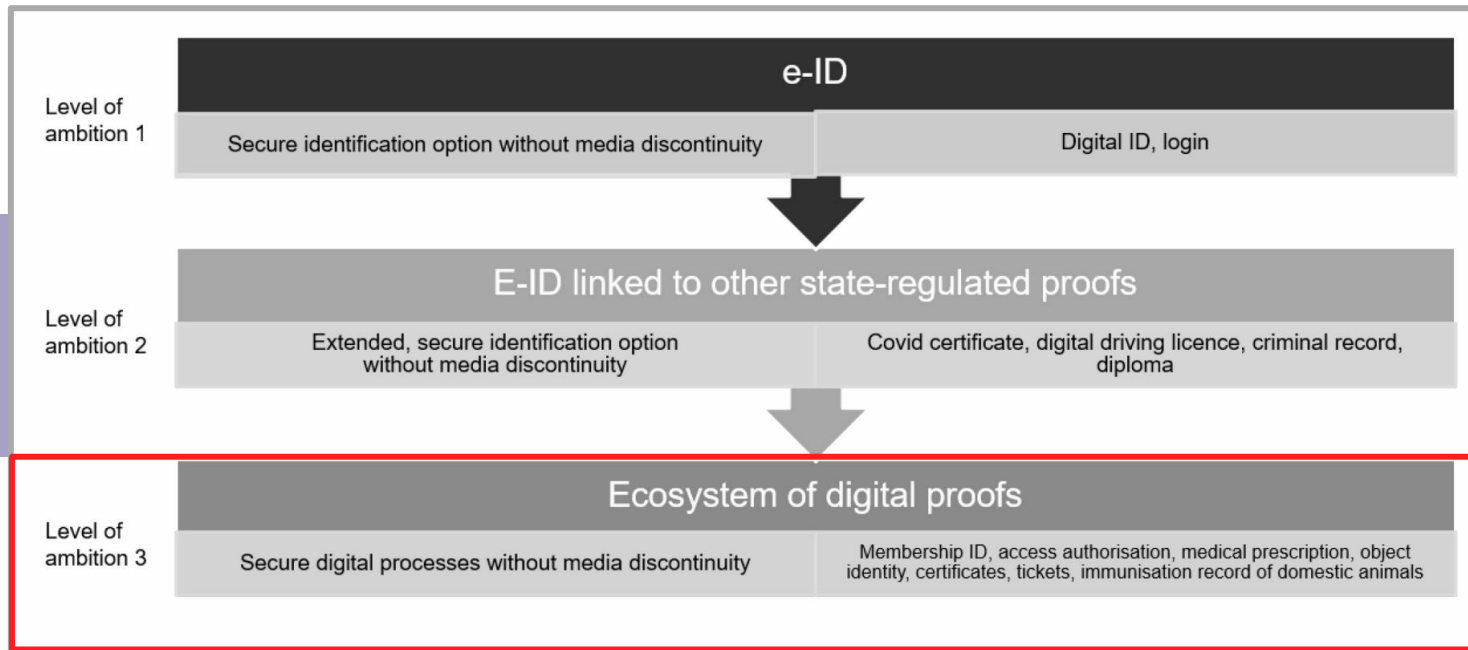 e-ID
Level of
ambition 1
Secure identification option without media discontinuity
Digital ID, login
E-ID linked to other state-regulated proofs
Level of
ambition 2
Extended, secure identification option
without media discontinuity
Covid certificate, digital driving licence, criminal record,
diploma
Ecosystem of digital proofs
Level of
ambition 3
Secure digital processes without media discontinuity
Membership ID, access authorisation, medical prescription, object
identity, certificates, tickets, immunisation record of domestic animals